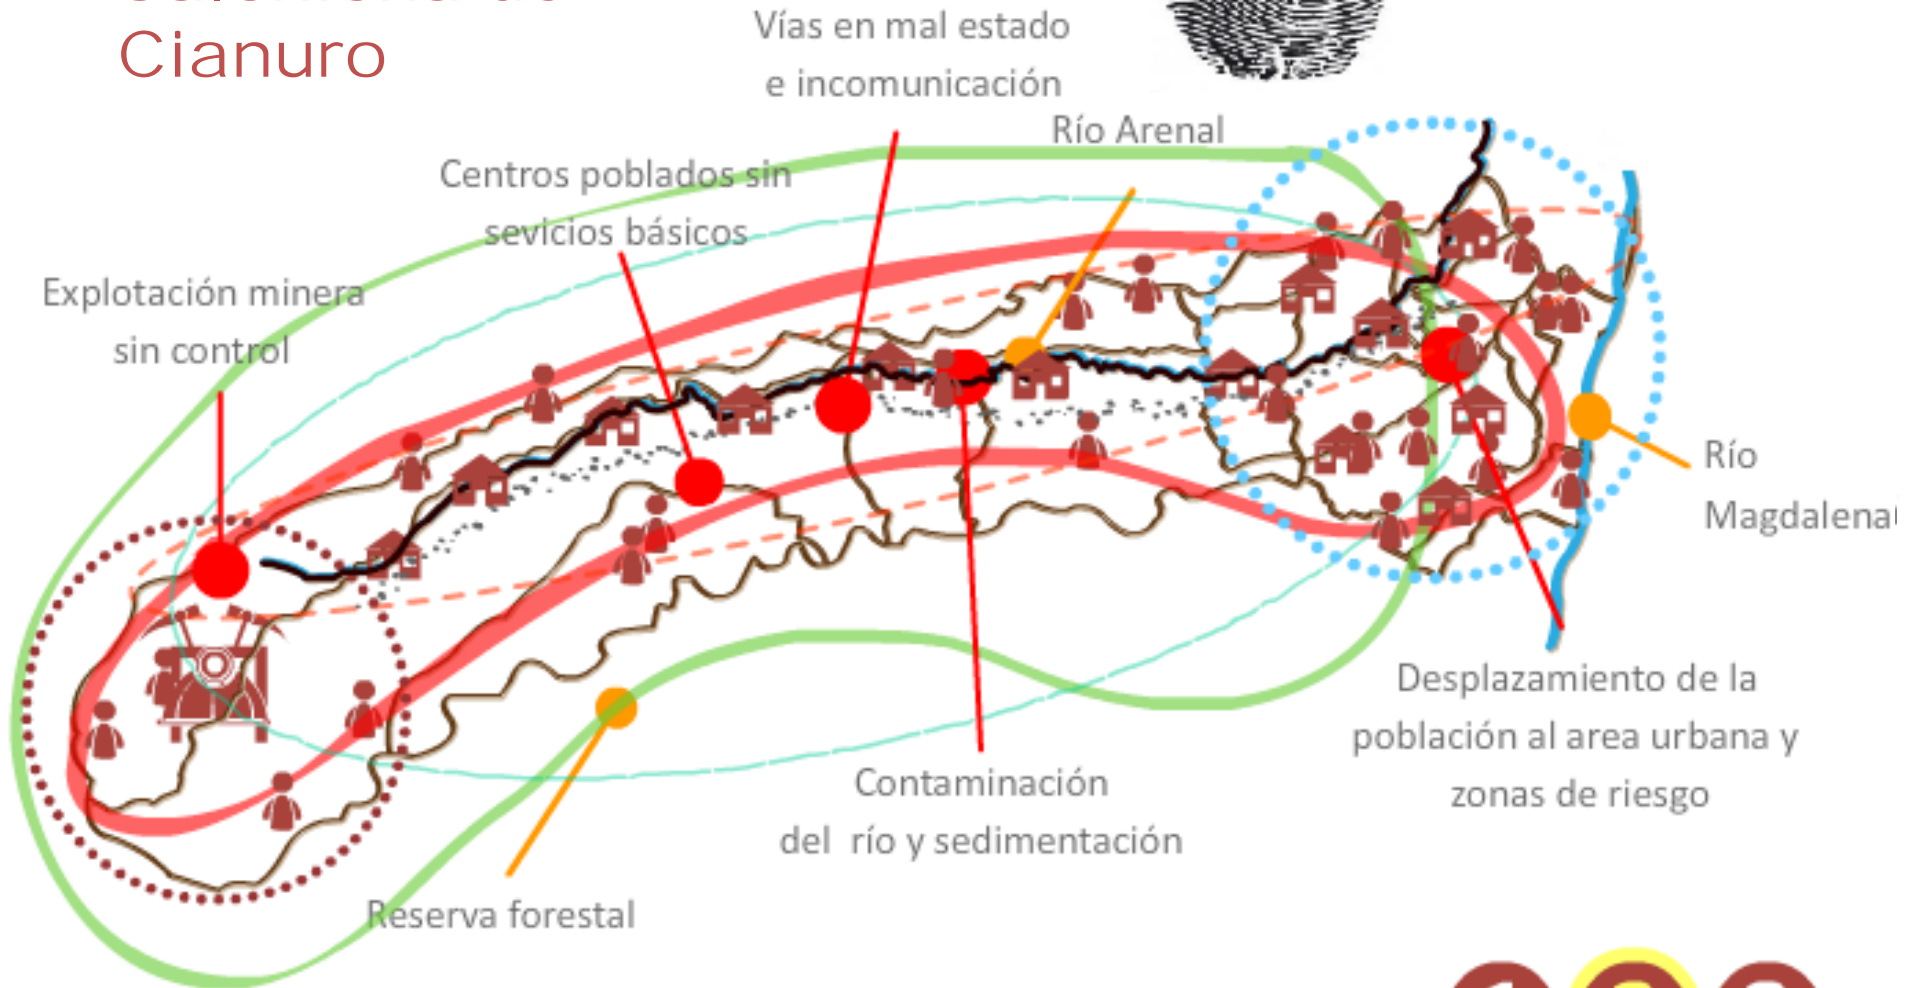 Cianuro
Vías en mal estado
e incomunicación
Río Arenal
Centros poblados sin
sevicios básicos
Explotación minera
sin control
Río
Magdalena
Desplazamiento de la
población al area urbana y
zonas de riesgo
Contaminación
del río y sedimentación
Reserva forestal